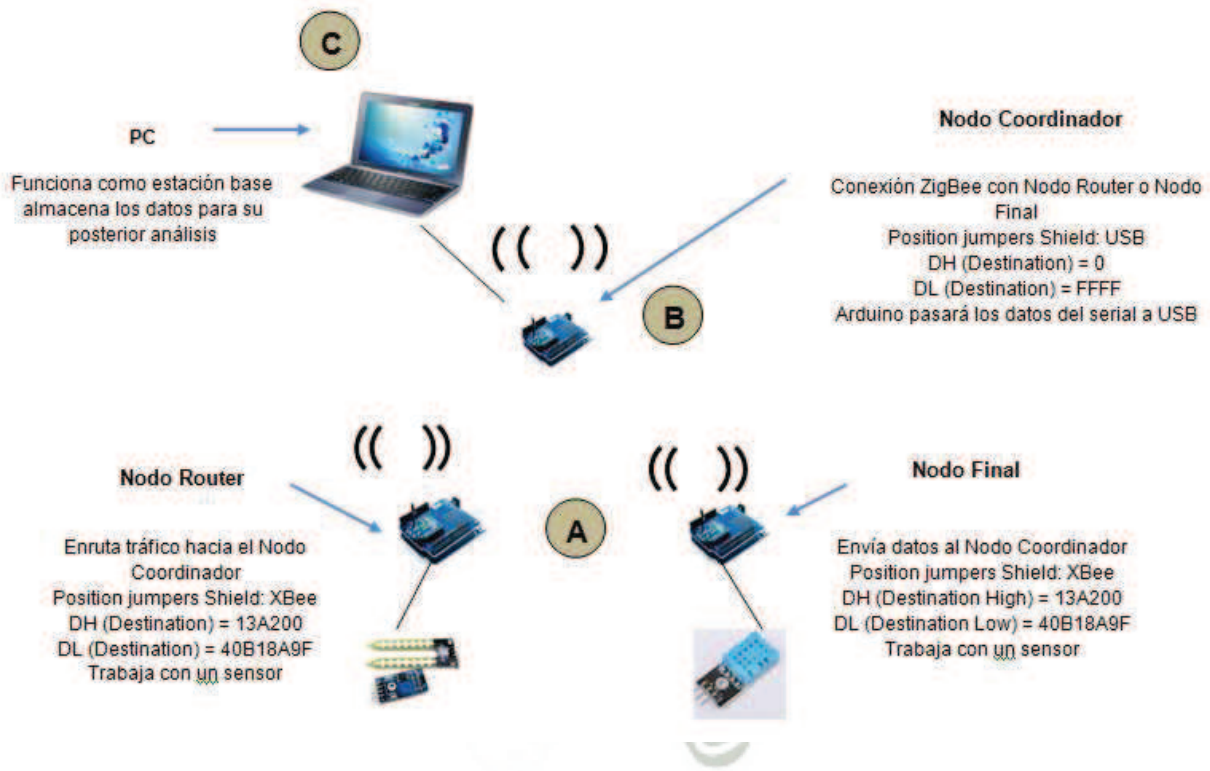 C
PC
Funciona como estación base
almacena los datos para su
posterior análisis
Nodo Coordinador
Conexión ZigBee con Nodo Router o Nodo
Final
Position jumpers Shield: USB
DH (Destination) = 0
DL (Destination) = FFFF
Arduino pasará los datos del serial a USB
B
Nodo Router
Enruta tráfico hacia el Nodo
Coordinador
Position jumpers Shield: XBee
DH (Destination) = 13A200
DL (Destination) = 40B18A9F
Trabaja con un sensor
A
Nodo Final
Envía datos al Nodo Coordinador
Position jumpers Shield: XBee
DH (Destination High) = 13A200
DL (Destination Low) = 40B18A9F
Trabaja con un sensor